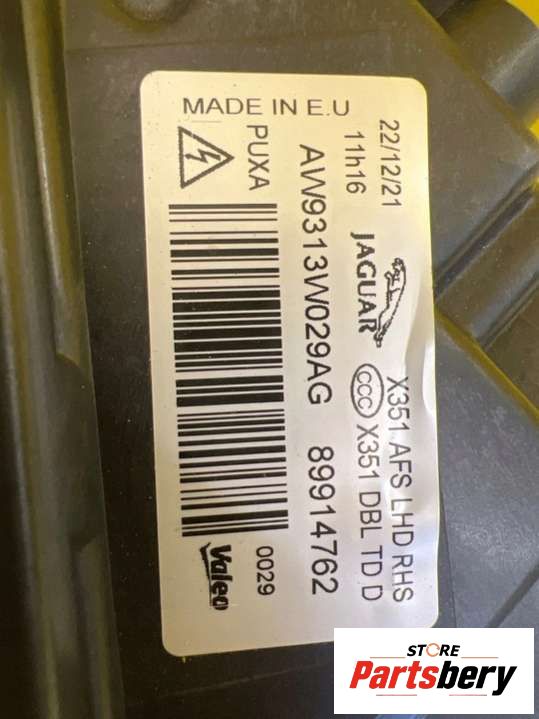 MADE IN E.U
22/12/21
11h16
PUXA
JAGUAR
X351 AFS LHD RHS
CCC X351 DBL TD D
AW9313W029AG 89914762
Valeo
0029
STORE
Partsbery